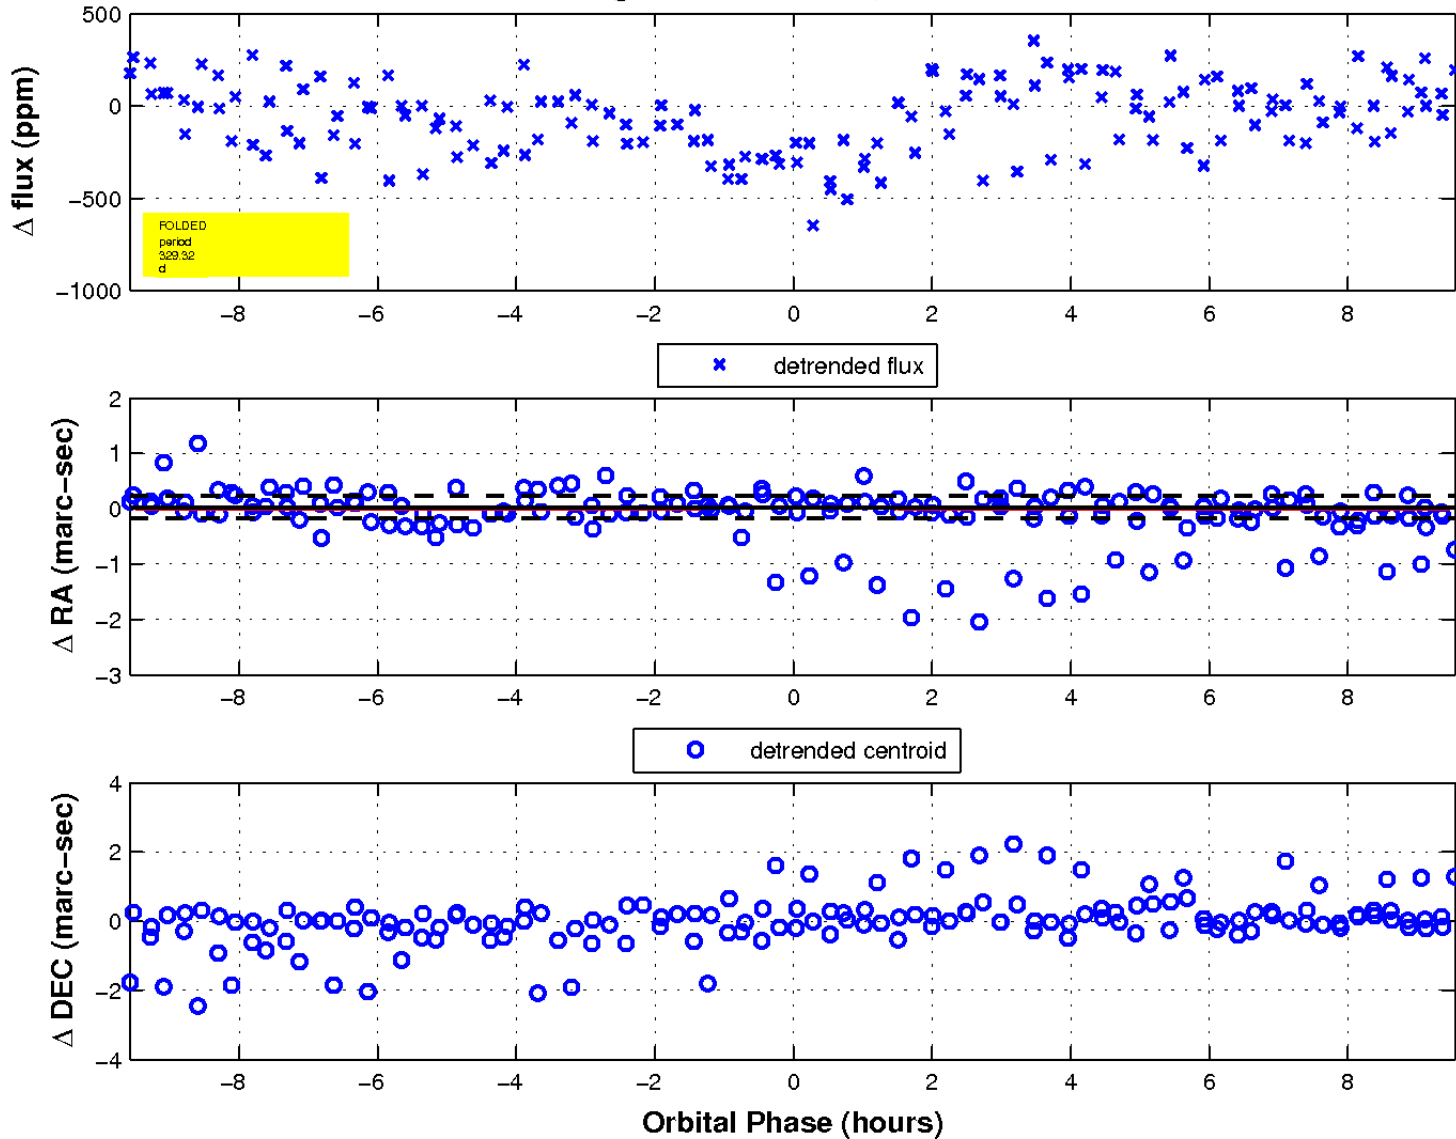 500
0
−500
−1000
Δ flux (ppm)
FOLDED
period
329.32
d
−8 −6 −4 −2 0 2 4 6 8
detrended flux
2
1
0
−1
−2
−3
Δ RA (marc−sec)
−8 −6 −4 −2 0 2 4 6 8
detrended centroid
4
2
0
−2
−4
Δ DEC (marc−sec)
−8 −6 −4 −2 0 2 4 6 8
Orbital Phase (hours)